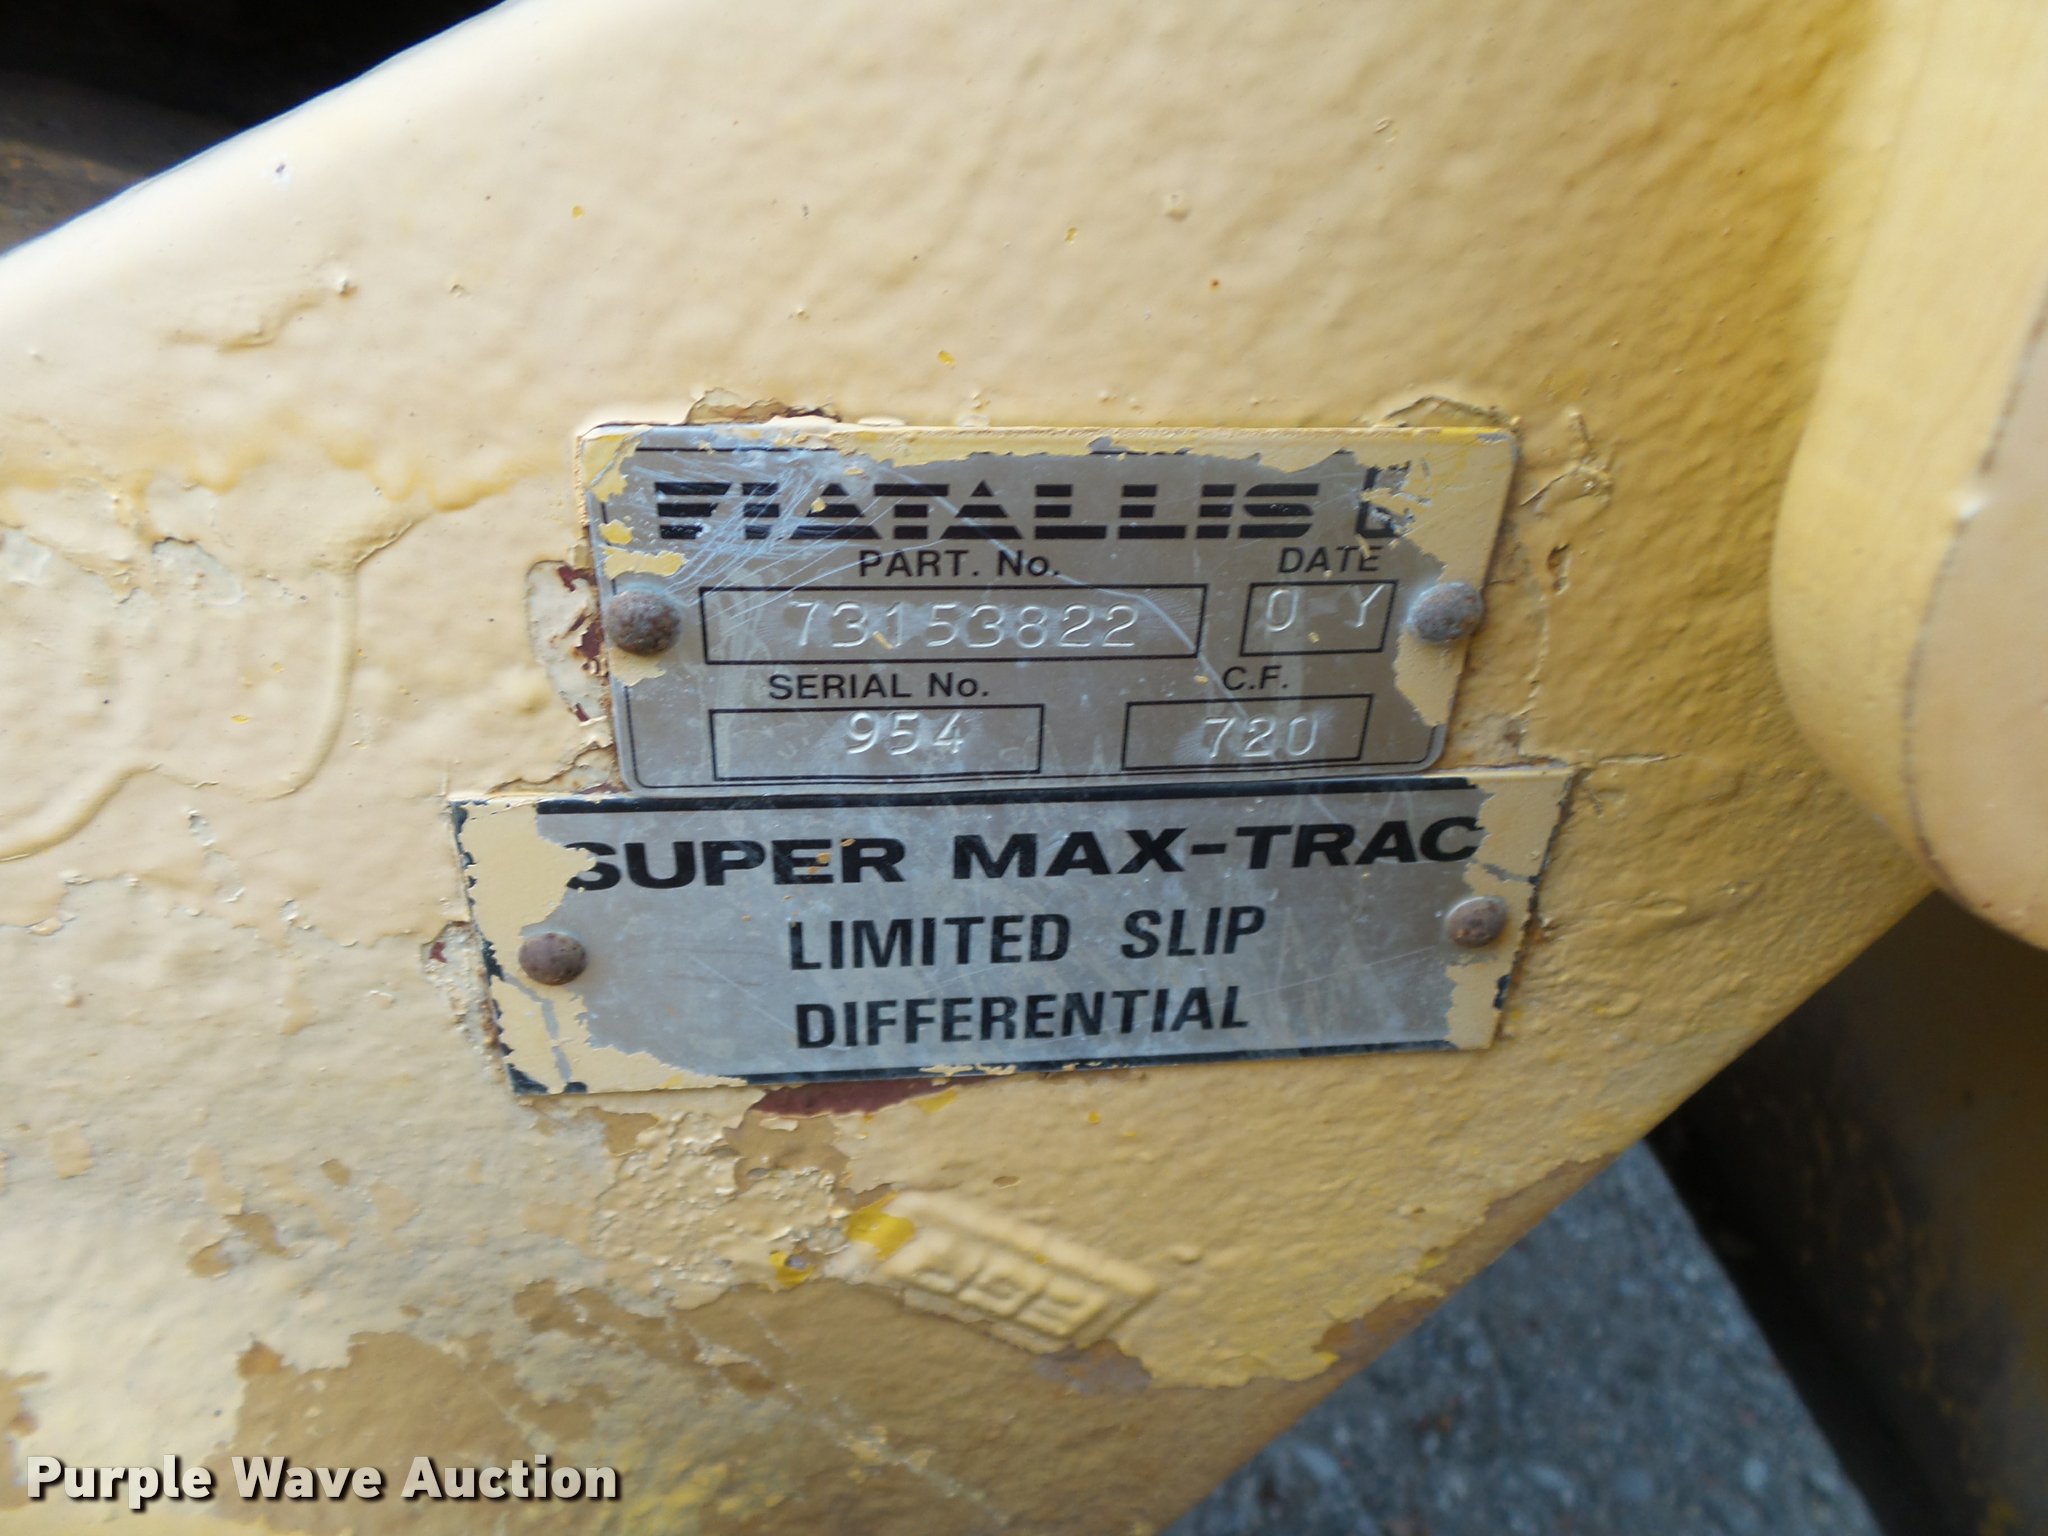 FIATALLIS
PART. No. DATE
73153822 0 Y
SERIAL No. C.F.
954 720
SUPER MAX-TRAC
LIMITED SLIP
DIFFERENTIAL
Purple Wave Auction